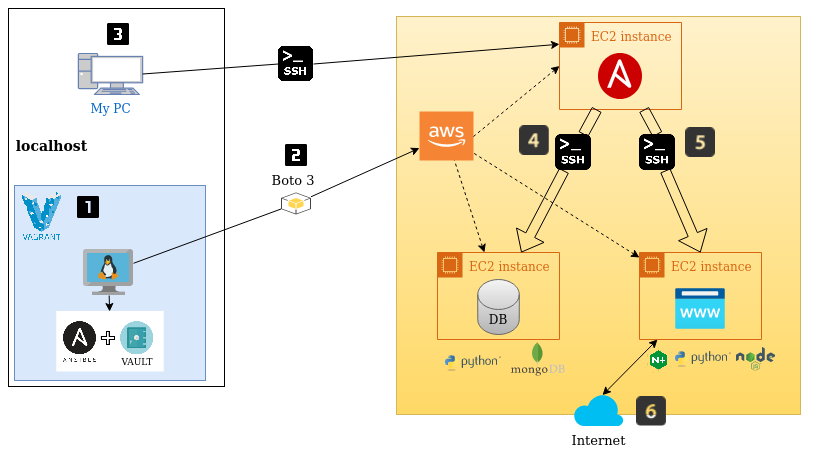 3
My PC
localhost
1
VAGRANT
ANSIBLE
VAULT
2
Boto 3
>_
SSH
aws
EC2 instance
4
>_
SSH
>_
SSH
5
EC2 instance
DB
python
mongoDB
EC2 instance
WWW
N+
python
node
JS
6
Internet